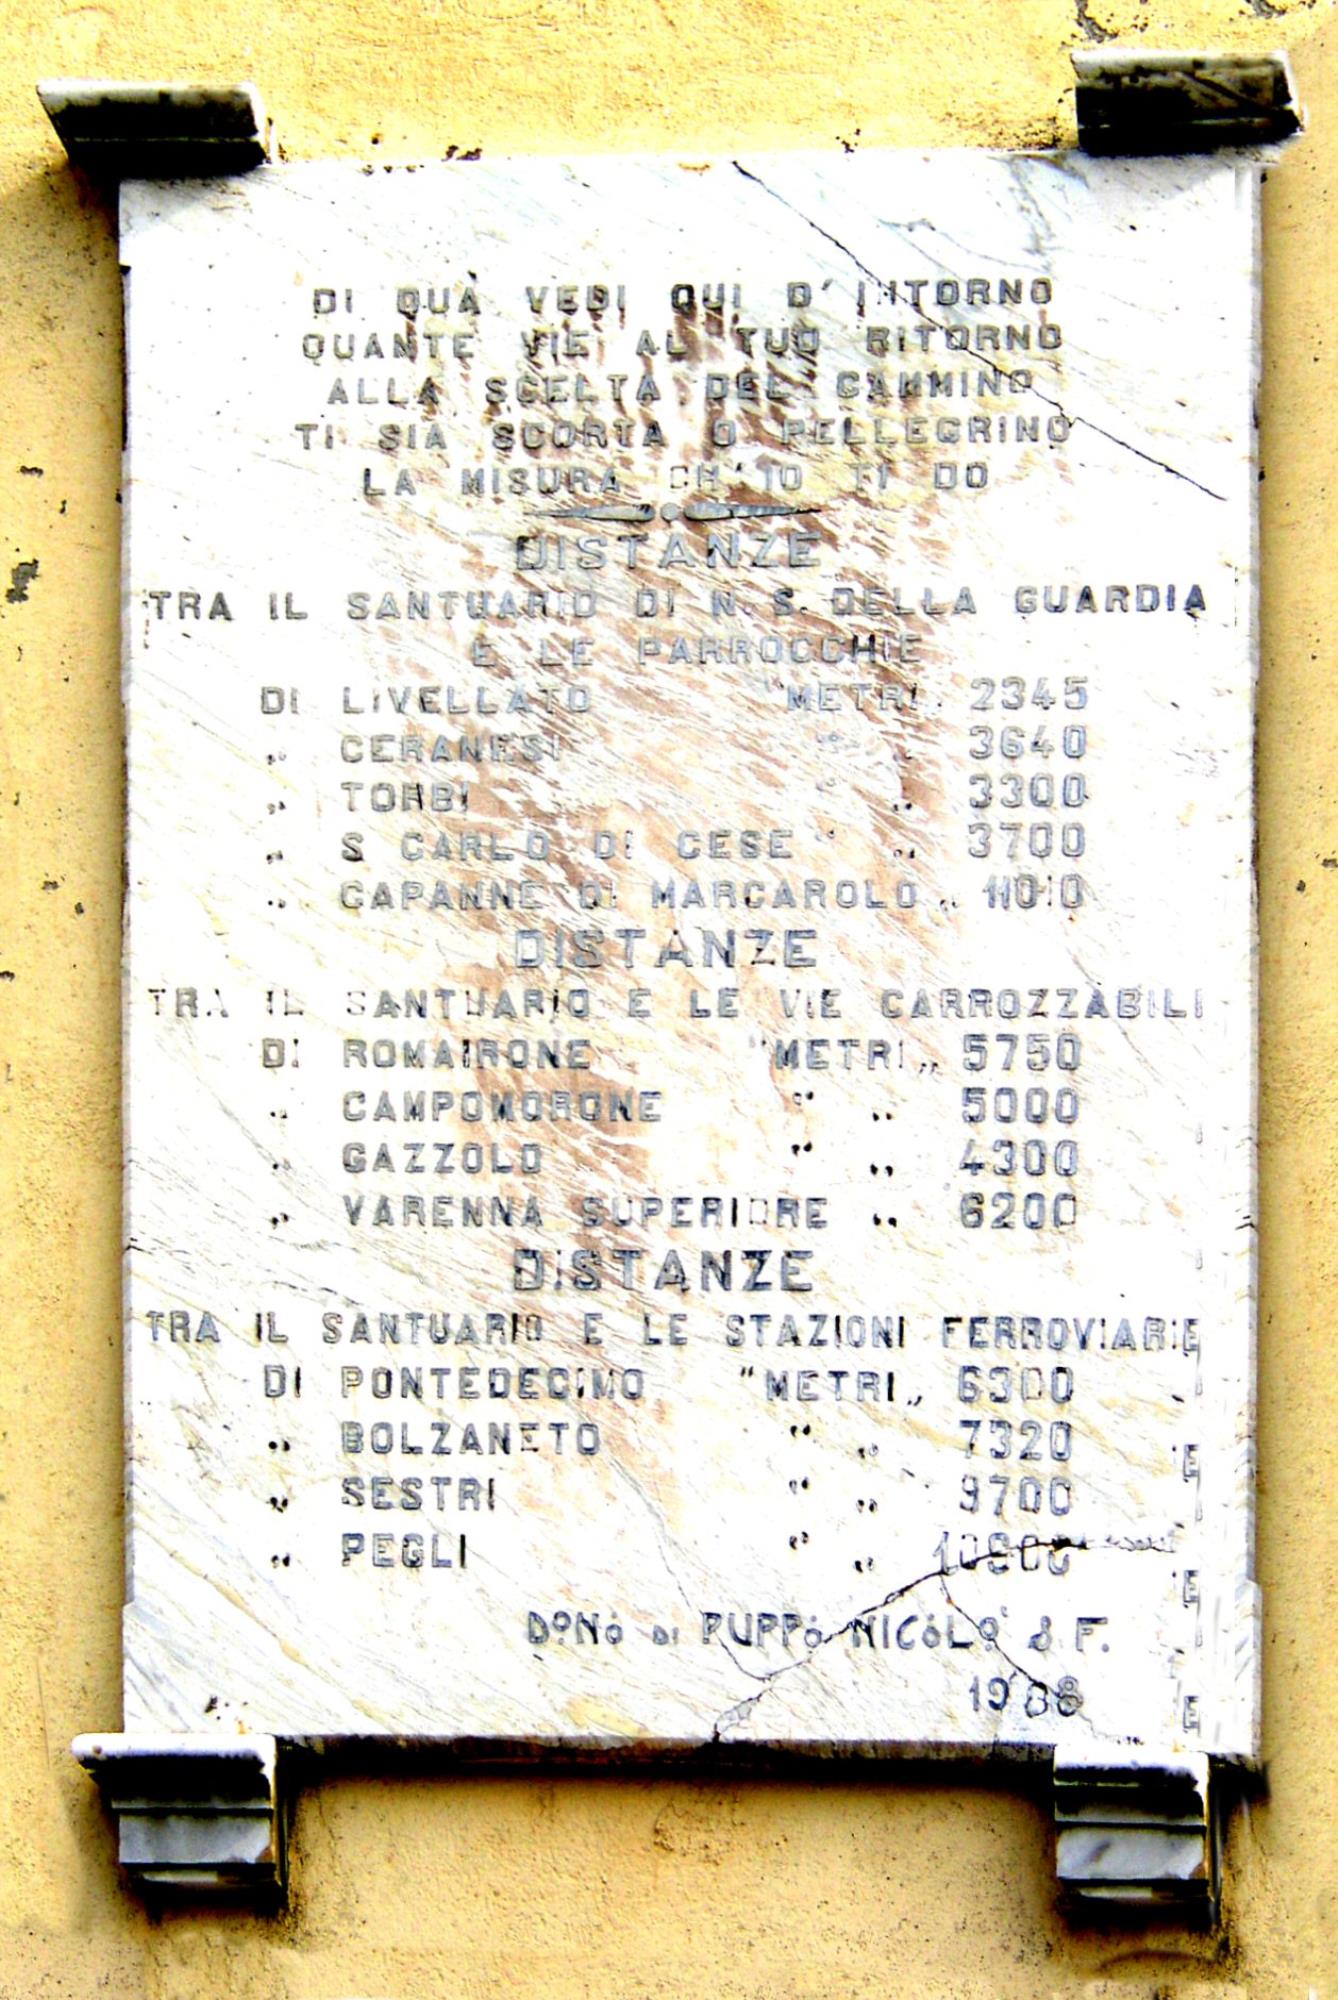 DI QUA VEDI QUI D' INTORNO
QUANTE VIE AL TUO RITORNO
ALLA SCELTA DEL CAMMINO
TI SIA SCORTA O PELLEGRINO
LA MISURA CH' IO TI DO
DISTANZE
TRA IL SANTUARIO DI N. S. DELLA GUARDIA
E LE PARROCCHIE
DI LIVELLATO "METRI„ 2345
„ CERANESI " „ 3640
„ TORBI " „ 3300
„ S CARLO DI CESE " „ 3700
„ CAPANNE DI MARCAROLO „ 11010
DISTANZE
TRA IL SANTUARIO E LE VIE CARROZZABILI
DI ROMAIRONE "METRI„ 5750
„ CAMPOMORONE " „ 5000
„ GAZZOLO " „ 4300
„ VARENNA SUPERIORE „ 6200
DISTANZE
TRA IL SANTUARIO E LE STAZIONI FERROVIARIE
DI PONTEDECIMO "METRI„ 6300
„ BOLZANETO " „ 7320
„ SESTRI " „ 9700
„ PEGLI " „
DONO DI PUPPO NICOLÒ & F.